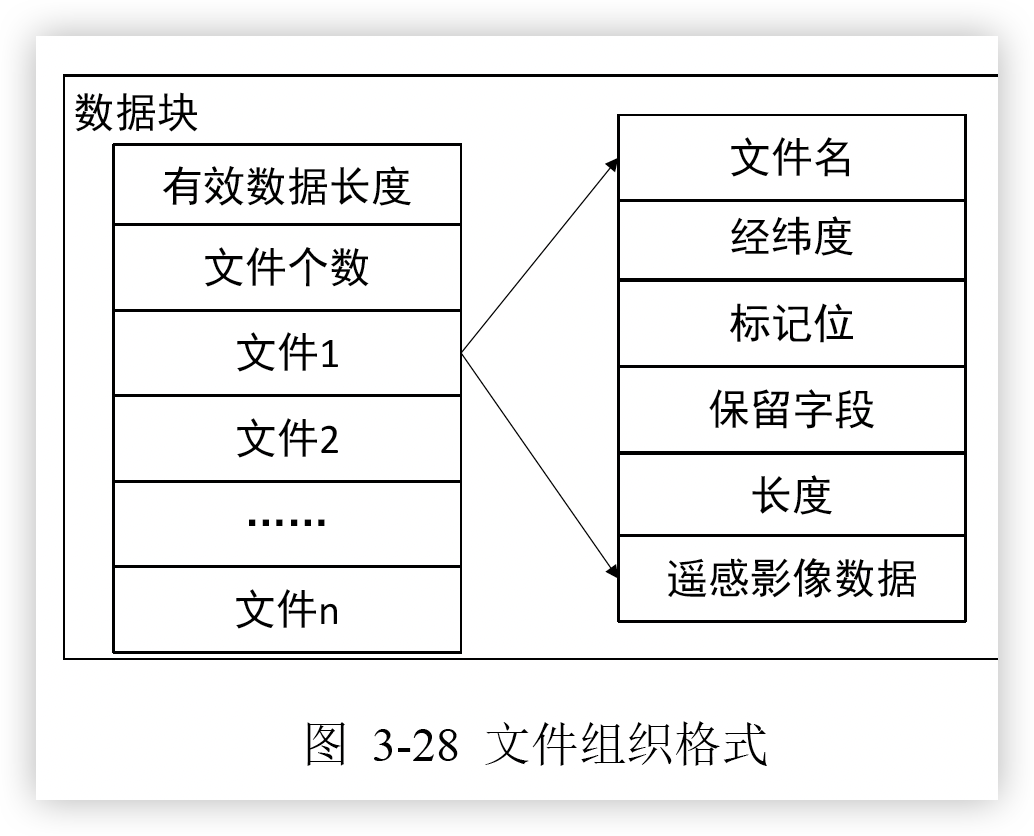 数据块
有效数据长度
文件个数
文件1
文件2
......
文件n
文件名
经纬度
标记位
保留字段
长度
遥感影像数据
图 3-28 文件组织格式